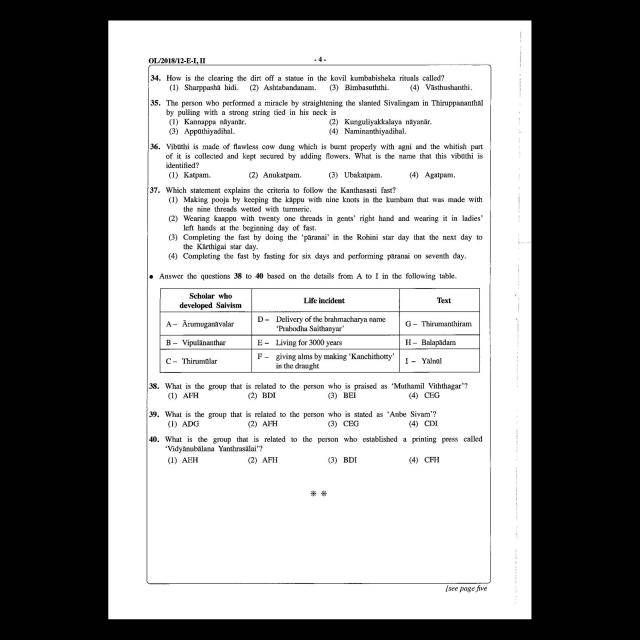 OL/2018/12-E-I, II
- 4 -
34. How is the clearing the dirt off a statue in the kovil kumbabisheka rituals called?
(1) Sharppashā hidi. (2) Ashtabandanam. (3) Bimbasuththi. (4) Vāsthushanthi.
35. The person who performed a miracle by straightening the slanted Sivalingam in Thiruppananthāl
by pulling with a strong string tied in his neck is
(1) Kannappa nāyanār. (2) Kunguliyakkalaya nāyanār.
(3) Appūthiyadihal. (4) Naminanthiyadihal.
36. Vibūthi is made of flawless cow dung which is burnt properly with agni and the whitish part
of it is collected and kept secured by adding flowers. What is the name that this vibūthi is
identified?
(1) Katpam. (2) Anukatpam. (3) Ubakatpam. (4) Agatpam.
37. Which statement explains the criteria to follow the Kanthasasti fast?
(1) Making pooja by keeping the kāppu with nine knots in the kumbam that was made with
the nine threads wetted with turmeric.
(2) Wearing kaappu with twenty one threads in gents' right hand and wearing it in ladies'
left hands at the beginning day of fast.
(3) Completing the fast by doing the 'pāranai' in the Rohini star day that the next day to
the Kārthigai star day.
(4) Completing the fast by fasting for six days and performing pāranai on seventh day.
• Answer the questions 38 to 40 based on the details from A to I in the following table.
Scholar who
developed Saivism
Life incident
Text
A – Ārumuganāvalar
D – Delivery of the brahmacharya name
'Prabodha Saithanyar'
G – Thirumanthiram
B – Vipulānanthar
E – Living for 3000 years
H – Balapādam
C – Thirumūlar
F – giving alms by making 'Kanchithotty'
in the draught
I – Yālnūl
38. What is the group that is related to the person who is praised as 'Muthamil Viththagar'?
(1) AFH (2) BDI (3) BEI (4) CEG
39. What is the group that is related to the person who is stated as 'Anbe Sivam'?
(1) ADG (2) AFH (3) CEG (4) CDI
40. What is the group that is related to the person who established a printing press called
'Vidyānubālana Yanthrasālai'?
(1) AEH (2) AFH (3) BDI (4) CFH
※ ※
[see page five